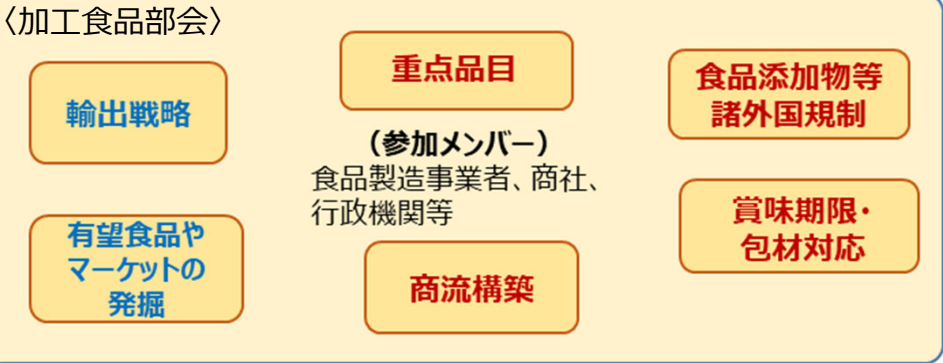 〈加工食品部会〉
輸出戦略
重点品目
食品添加物等
諸外国規制
（参加メンバー）
食品製造事業者、商社、
行政機関等
有望食品や
マーケットの
発掘
商流構築
賞味期限・
包材対応